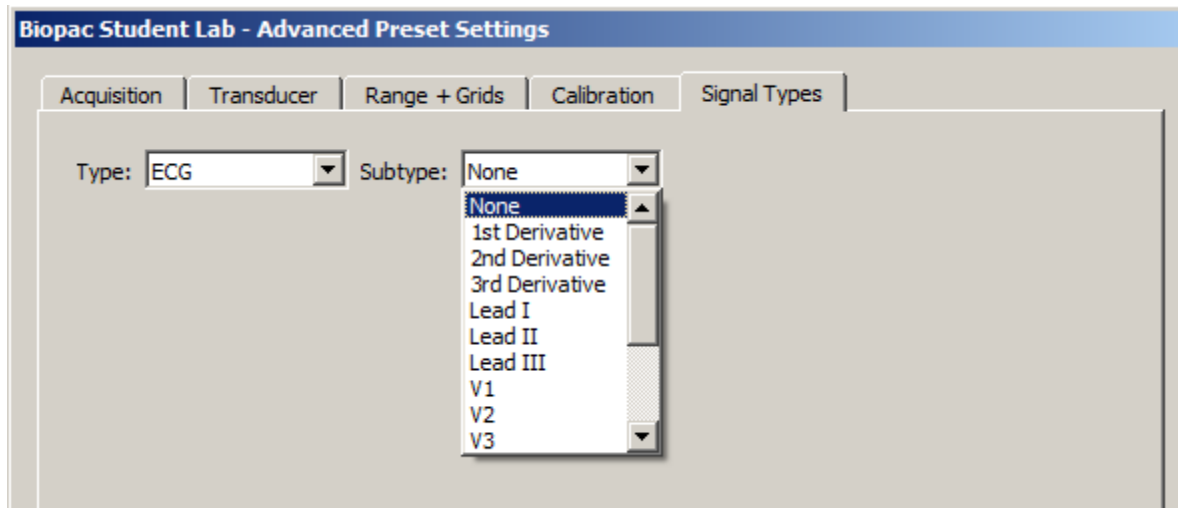 Biopac Student Lab - Advanced Preset Settings
Acquisition Transducer Range + Grids Calibration Signal Types
Type: ECG Subtype: None
None
1st Derivative
2nd Derivative
3rd Derivative
Lead I
Lead II
Lead III
V1
V2
V3